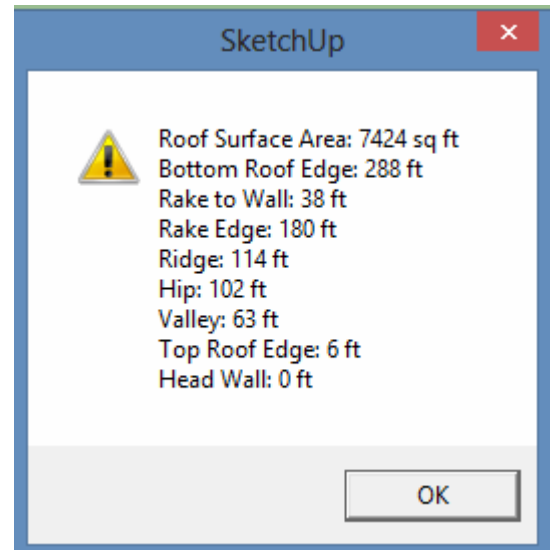 SketchUp
Roof Surface Area: 7424 sq ft
Bottom Roof Edge: 288 ft
Rake to Wall: 38 ft
Rake Edge: 180 ft
Ridge: 114 ft
Hip: 102 ft
Valley: 63 ft
Top Roof Edge: 6 ft
Head Wall: 0 ft
OK